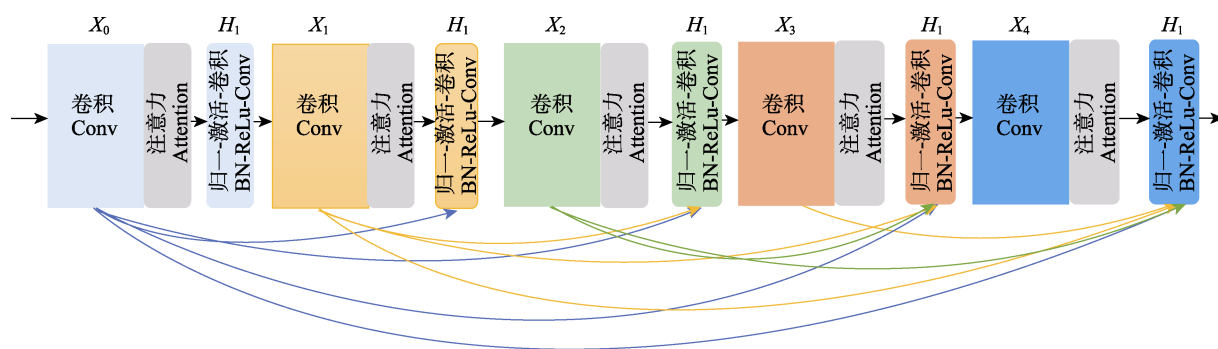 X0
H1
X1
H1
X2
H1
X3
H1
X4
H1
卷积
Conv
注意力
Attention
归一-激活-卷积
BN-ReLu-Conv
卷积
Conv
注意力
Attention
归一-激活-卷积
BN-ReLu-Conv
卷积
Conv
注意力
Attention
归一-激活-卷积
BN-ReLu-Conv
卷积
Conv
注意力
Attention
归一-激活-卷积
BN-ReLu-Conv
卷积
Conv
注意力
Attention
归一-激活-卷积
BN-ReLu-Conv